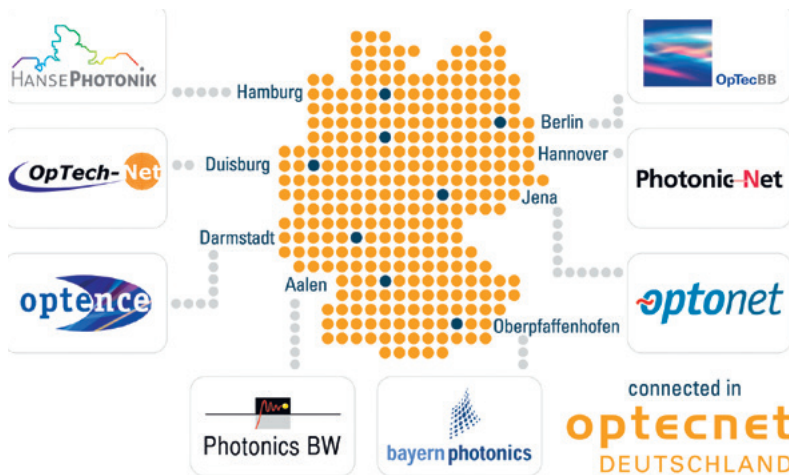 HANSEPHOTONIK
Hamburg
OpTecBB
Berlin
OpTech-Net
Duisburg
Hannover
Photonic Net
Jena
Darmstadt
optence
Aalen
optonet
Oberpfaffenhofen
Photonics BW
bayern photonics
connected in
optecnet
DEUTSCHLAND